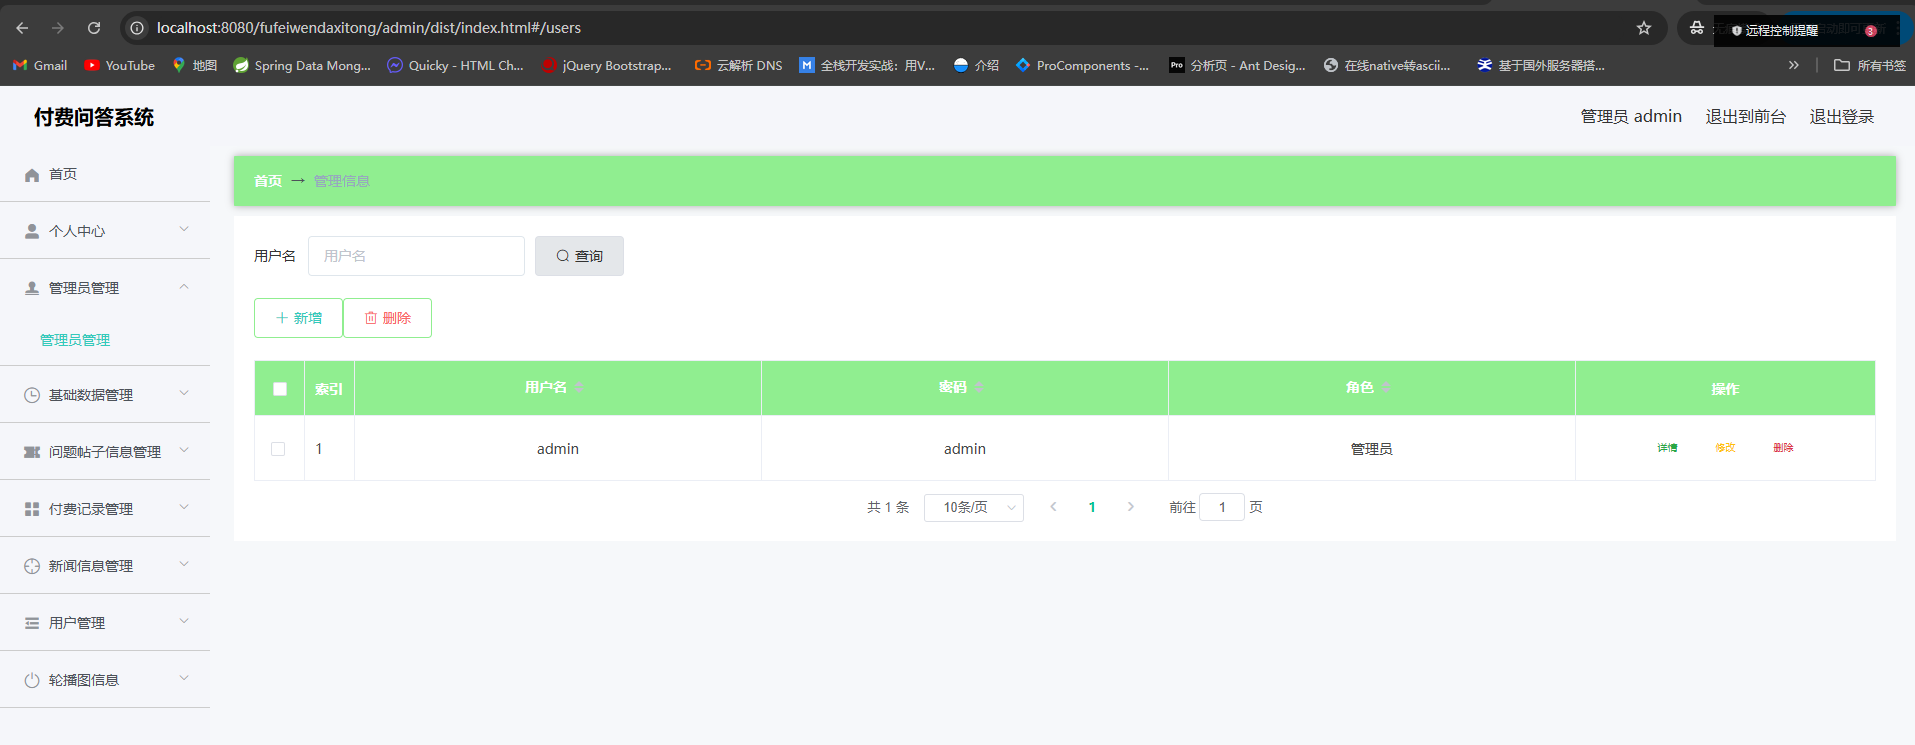 localhost:8080/fufeiwendaxitong/admin/dist/index.html#/users
远程控制提醒
3
Gmail
YouTube
地图
Spring Data Mong...
Quicky - HTML Ch...
jQuery Bootstrap...
云解析 DNS
全栈开发实战：用V...
介绍
ProComponents -...
Pro
分析页 - Ant Desig...
在线native转ascii...
基于国外服务器搭...
所有书签
付费问答系统
管理员 admin
退出到前台
退出登录
首页
个人中心
管理员管理
管理员管理
基础数据管理
问题帖子信息管理
付费记录管理
新闻信息管理
用户管理
轮播图信息
首页 → 管理信息
用户名
用户名
查询
新增
删除
索引 用户名 密码 角色 操作
1 admin admin 管理员 详情 修改 删除
共 1 条 10条/页 1 前往 1 页